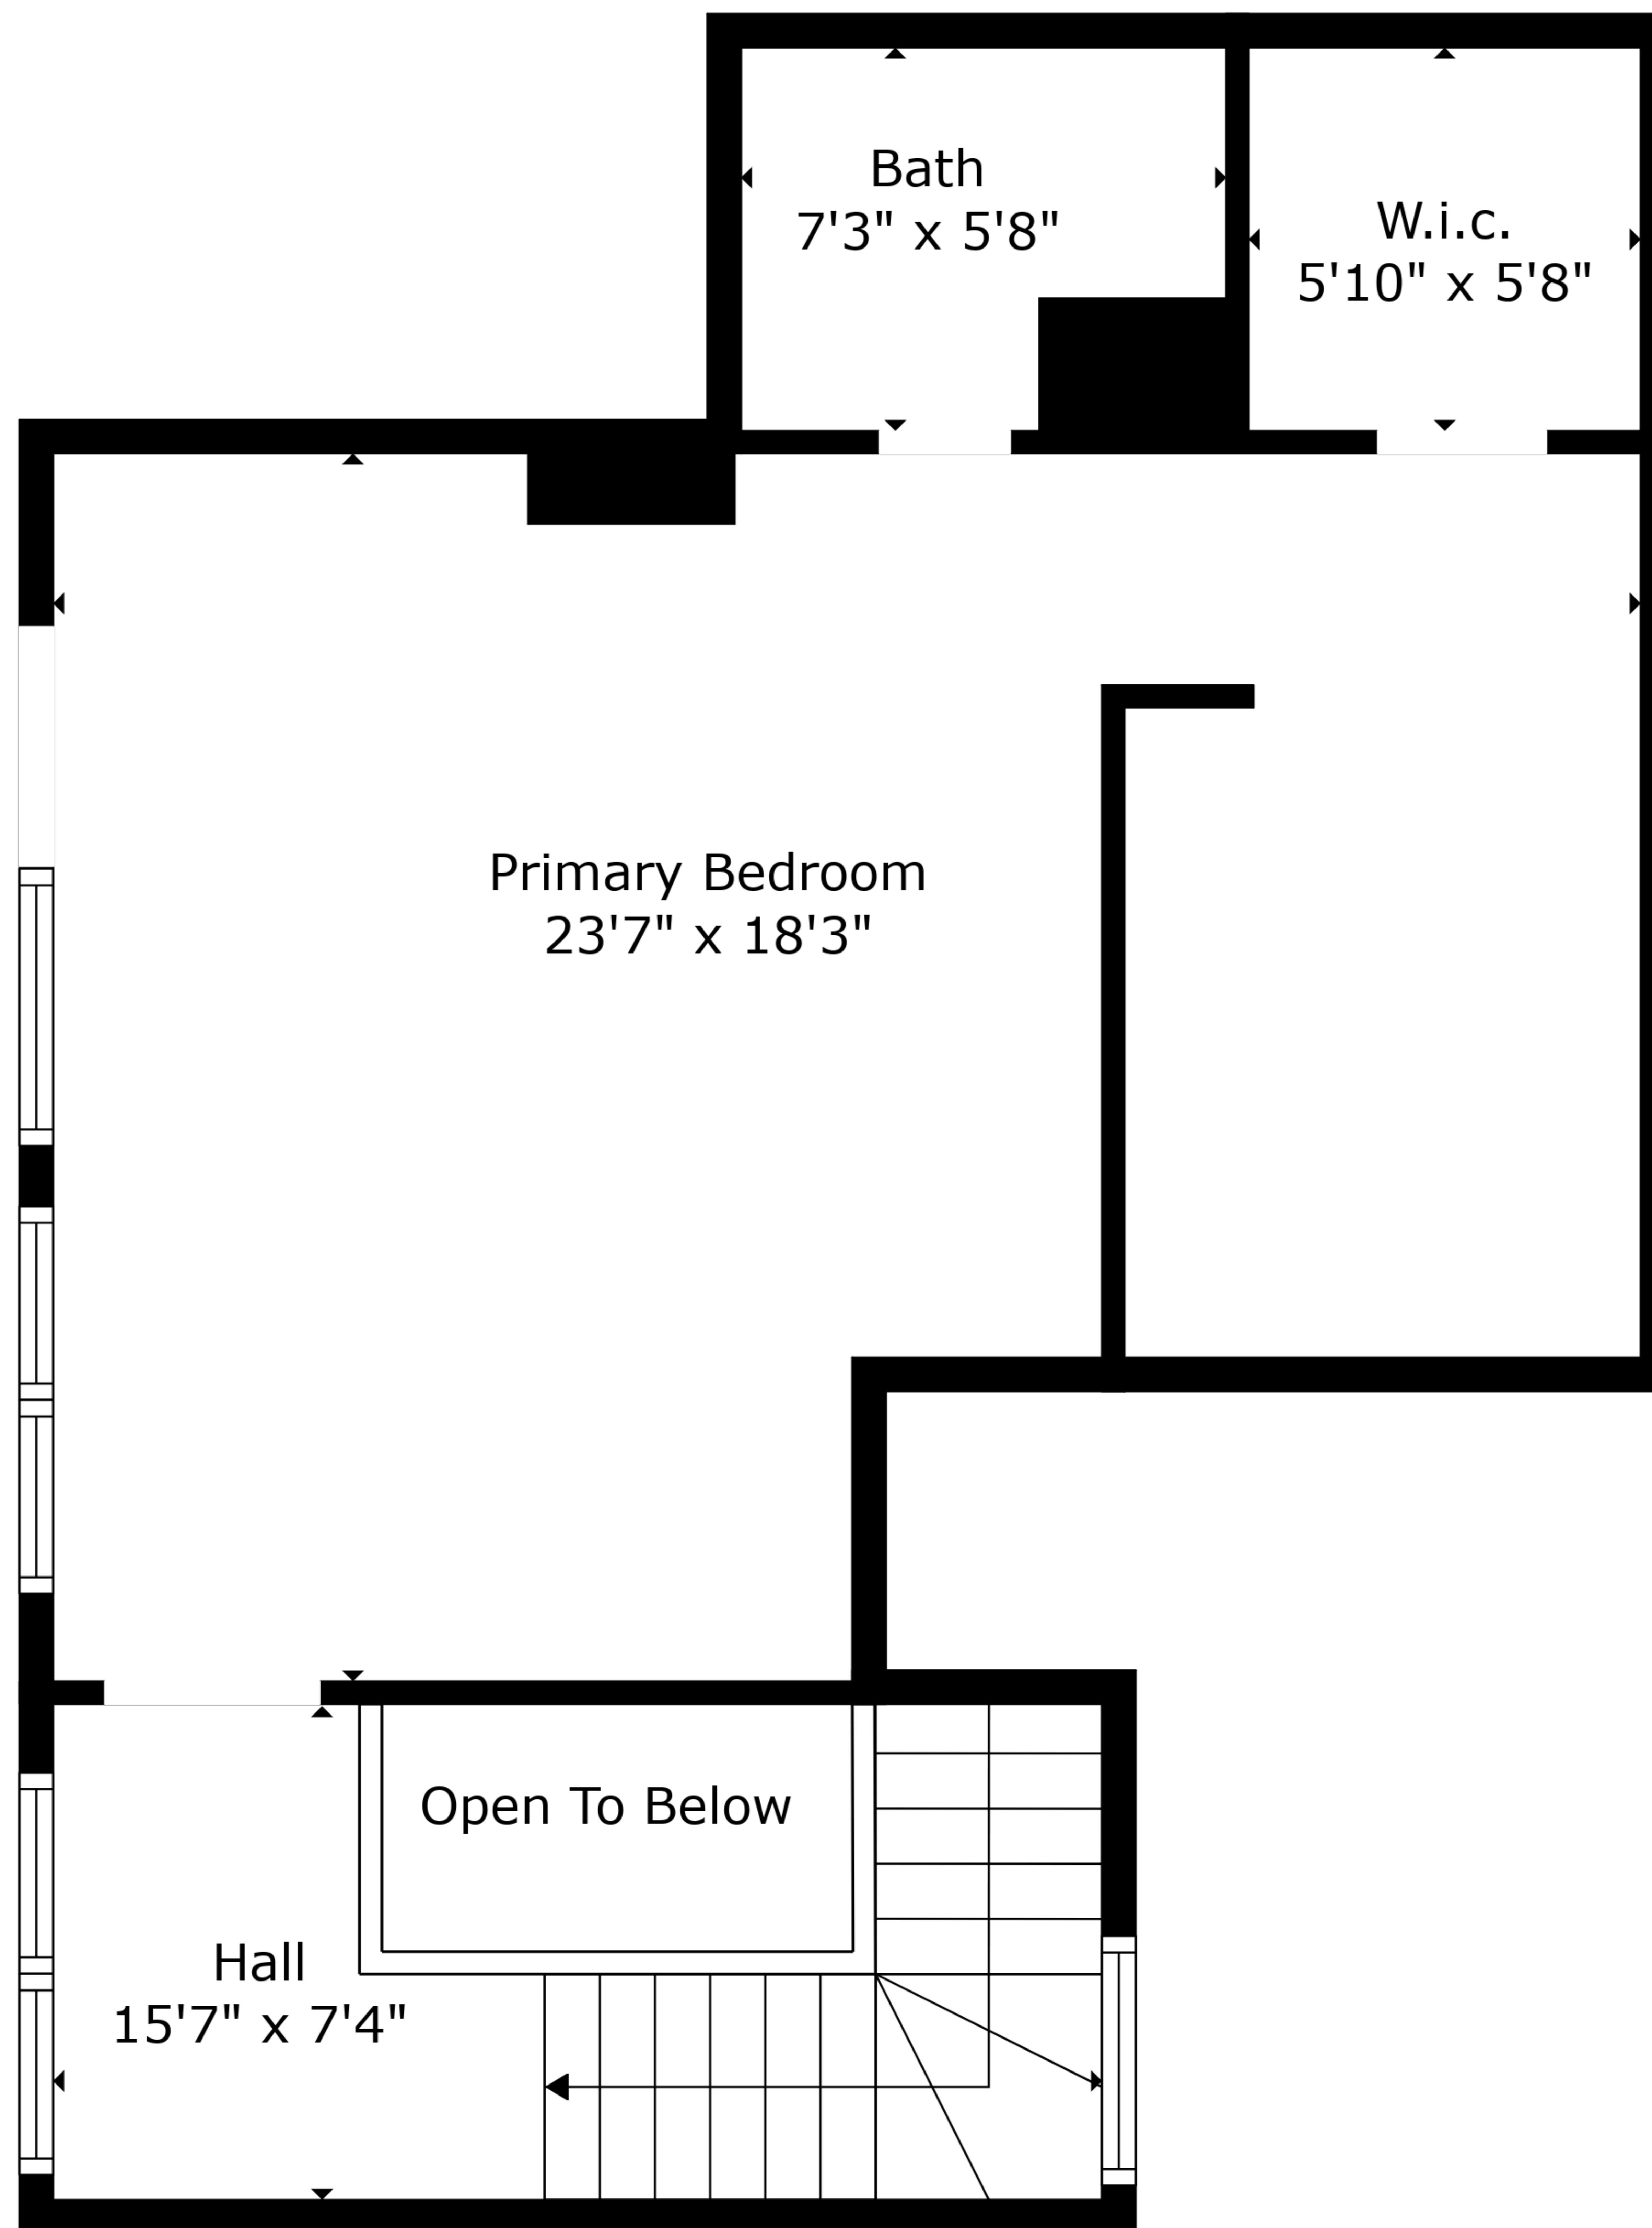 Bath
7'3" x 5'8"
W.i.c.
5'10" x 5'8"
Primary Bedroom
23'7" x 18'3"
Open To Below
Hall
15'7" x 7'4"